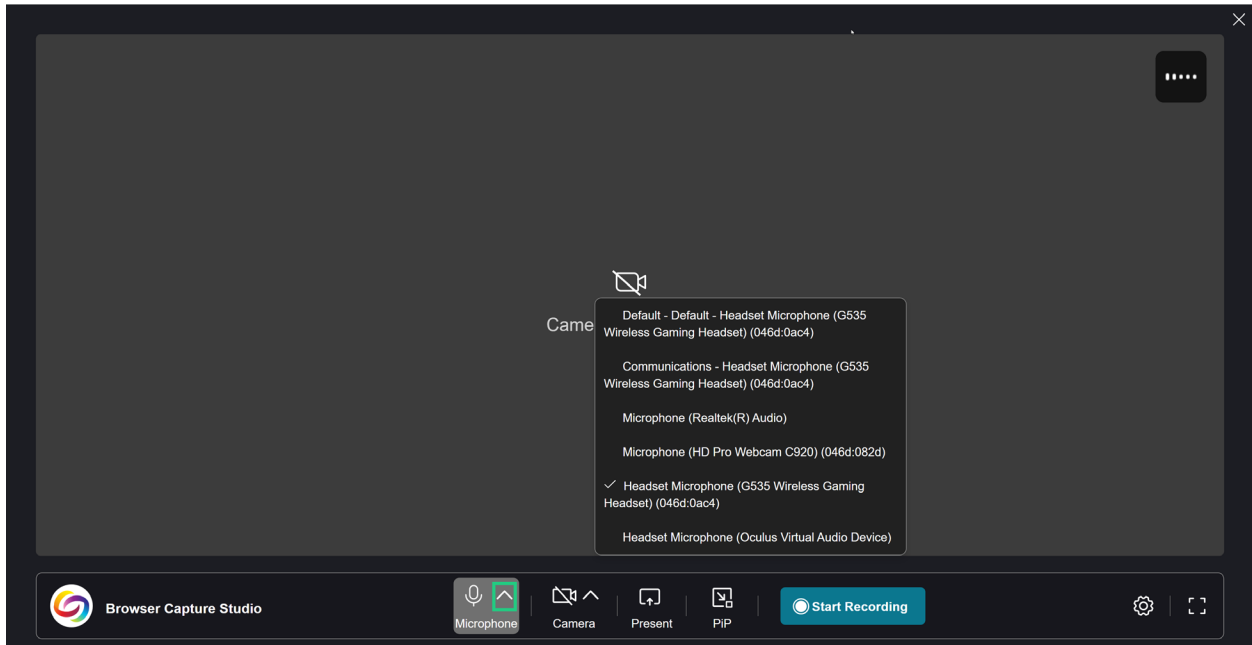 Came
Default - Default - Headset Microphone (G535
Wireless Gaming Headset) (046d:0ac4)
Communications - Headset Microphone (G535
Wireless Gaming Headset) (046d:0ac4)
Microphone (Realtek(R) Audio)
Microphone (HD Pro Webcam C920) (046d:082d)
Headset Microphone (G535 Wireless Gaming
Headset) (046d:0ac4)
Headset Microphone (Oculus Virtual Audio Device)
Browser Capture Studio
Microphone
Camera
Present
PiP
Start Recording